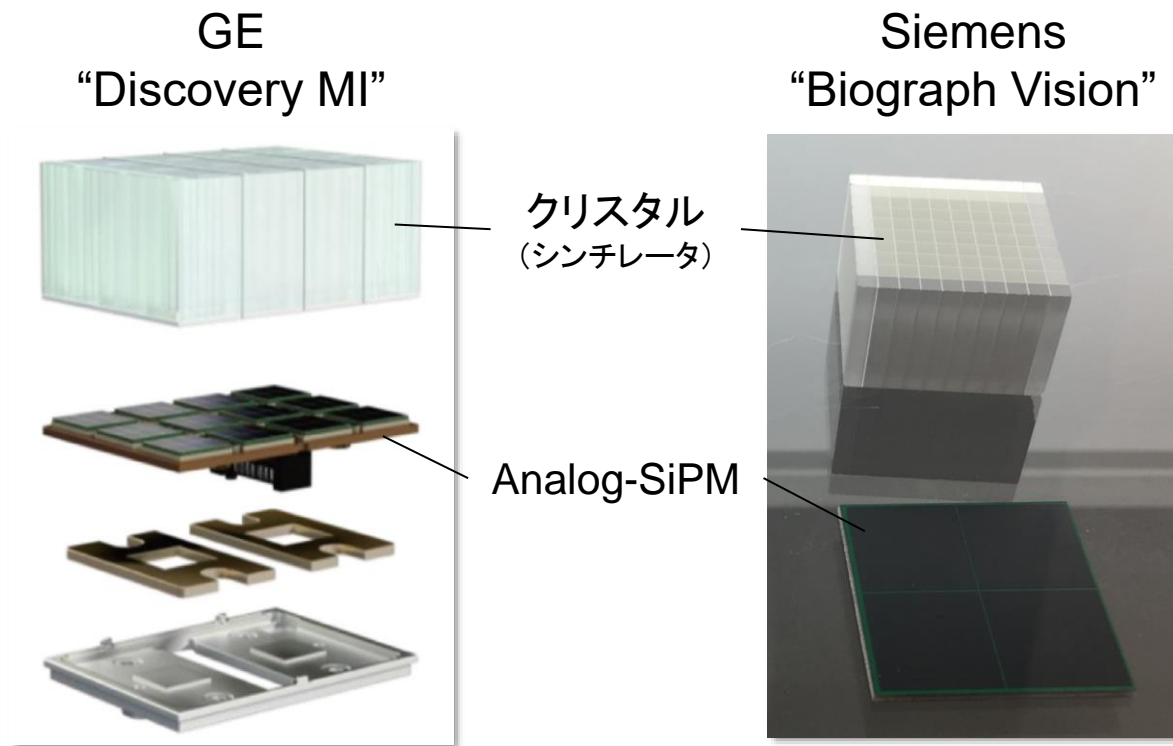 GE
“Discovery MI”
Siemens
“Biograph Vision”
クリスタル
（シンチレータ）
Analog-SiPM